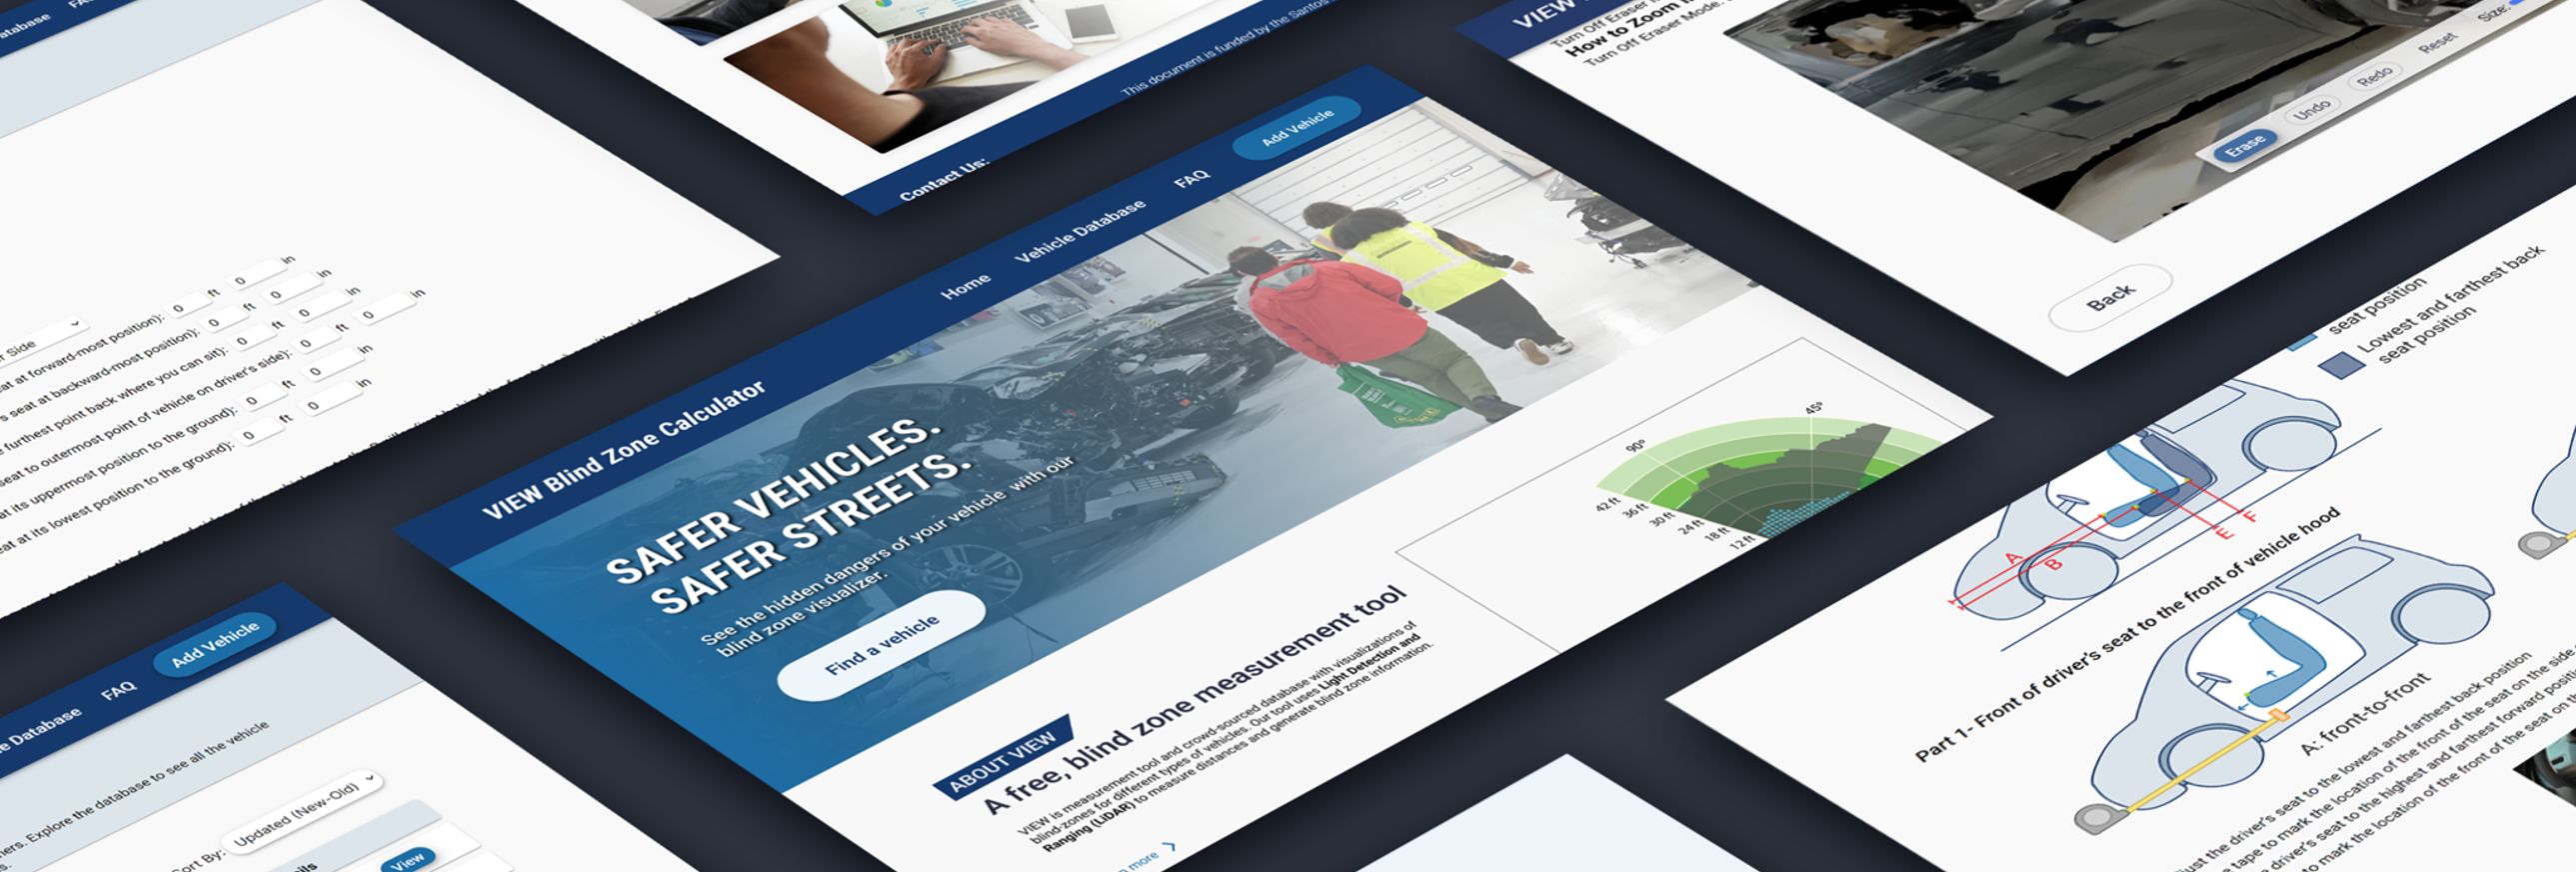 FAQ
Side
at at forward-most position): 0 ft 0 in
s seat at backward-most position): 0 ft 0 in
furthest point back where you can sit): 0 ft 0 in
seat to outermost point of vehicle on driver's side): 0 ft 0 in
at its uppermost position to the ground): 0 ft 0 in
eat at its lowest position to the ground): 0 ft 0 in
This document is funded by the Santos
Contact Us:
VIEW
Turn Off Eraser
How to Zoom
Turn Off Eraser Mode.
Size:
Reset
Redo
Undo
Erase
Back
VIEW Blind Zone Calculator
Home
Vehicle Database
FAQ
Add Vehicle
SAFER VEHICLES.
SAFER STREETS.
See the hidden dangers of your vehicle with our
blind zone visualizer.
Find a vehicle
90°
45°
42 ft
36 ft
30 ft
24 ft
18 ft
12 ft
ABOUT VIEW
A free, blind zone measurement tool
VIEW is measurement tool and crowd-sourced database with visualizations of
blind-zones for different types of vehicles. Our tool uses Light Detection and
Ranging (LiDAR) to measure distances and generate blind zone information.
more
Database
FAQ
Add Vehicle
Explore the database to see all the vehicle
Sort By:
Updated (New-Old)
View
seat position
Lowest and farthest back
seat position
A
B
E
F
Part 1- Front of driver's seat to the front of vehicle hood
A: front-to-front
just the driver's seat to the lowest and farthest back position
tape to mark the location of the front of the seat on the side
driver's seat to the highest and farthest forward
to mark the location of the front of the seat on